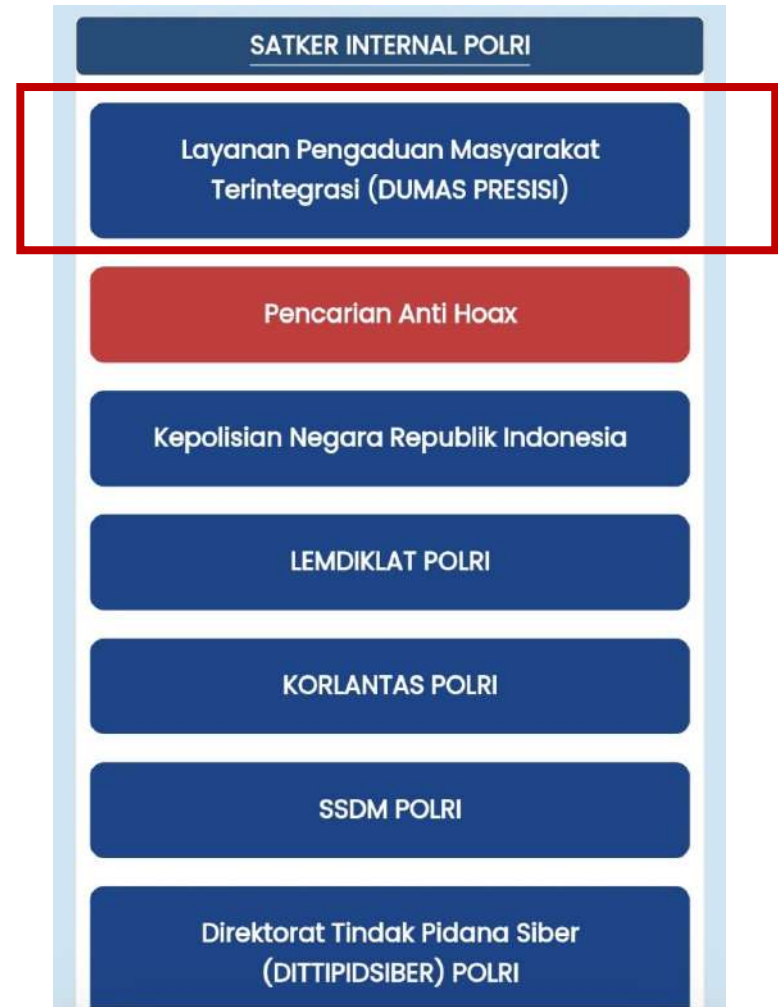 SATKER INTERNAL POLRI
Layanan Pengaduan Masyarakat
Terintegrasi (DUMAS PRESISI)
Pencarian Anti Hoax
Kepolisian Negara Republik Indonesia
LEMDIKLAT POLRI
KORLANTAS POLRI
SSDM POLRI
Direktorat Tindak Pidana Siber
(DITTIPIDSIBER) POLRI